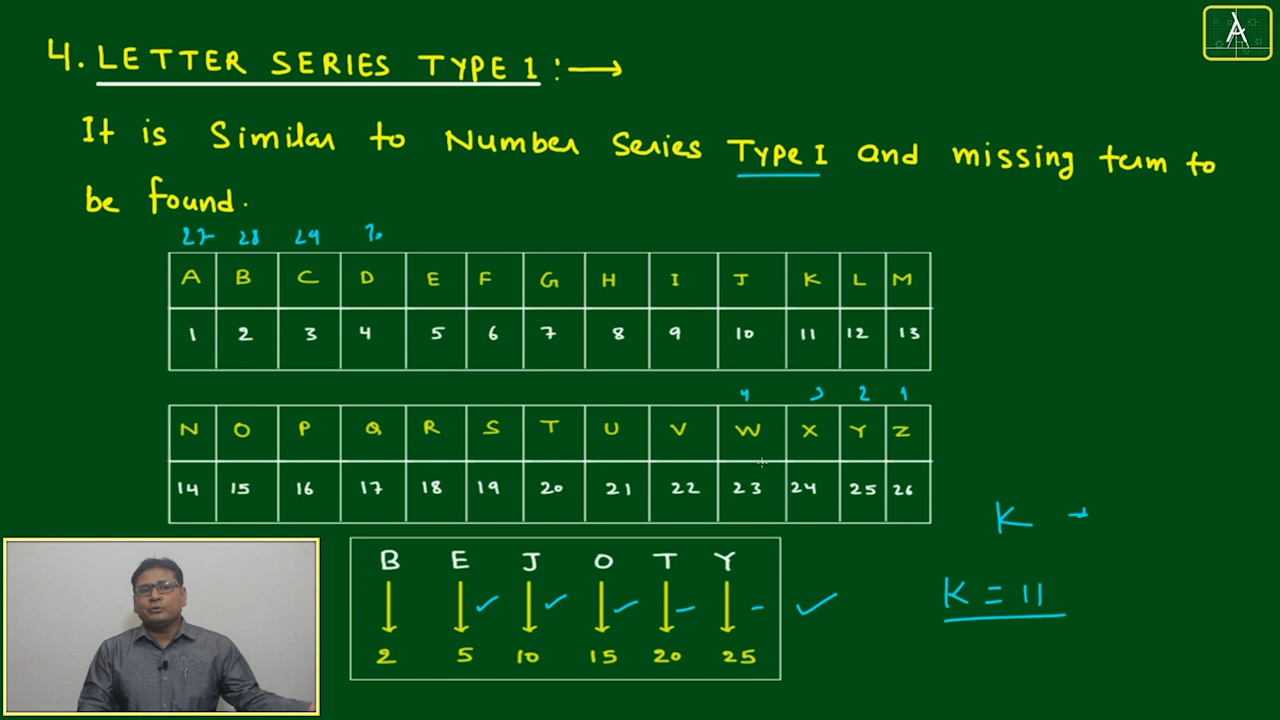 4. LETTER SERIES TYPE 1 :→
It is Similar to Number Series Type I and missing term to
be found.
27 28 29 30
A B C D E F G H I J K L M
1 2 3 4 5 6 7 8 9 10 11 12 13
4 3 2 1
N O P Q R S T U V W X Y Z
14 15 16 17 18 19 20 21 22 23 24 25 26
K →
K = 11
B E J O T Y
2 5 10 15 20 25